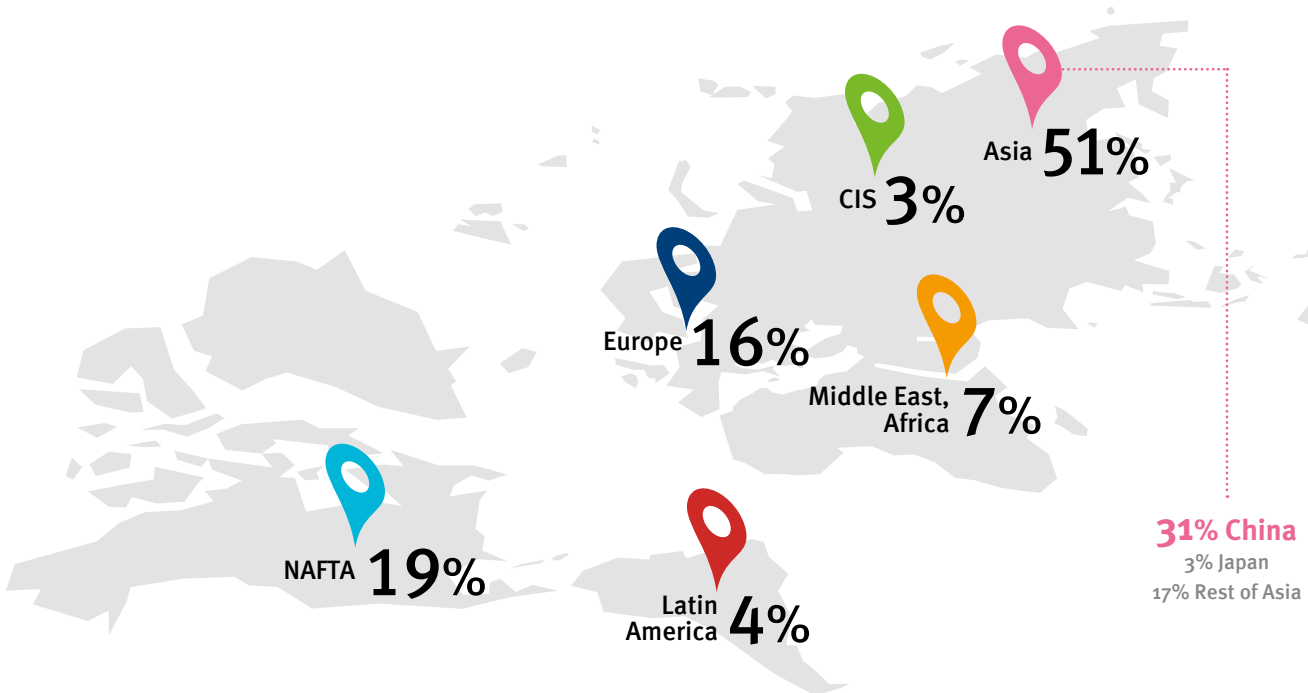 Asia 51%
CIS 3%
Europe 16%
Middle East,
Africa 7%
NAFTA 19%
Latin
America 4%
31% China
3% Japan
17% Rest of Asia